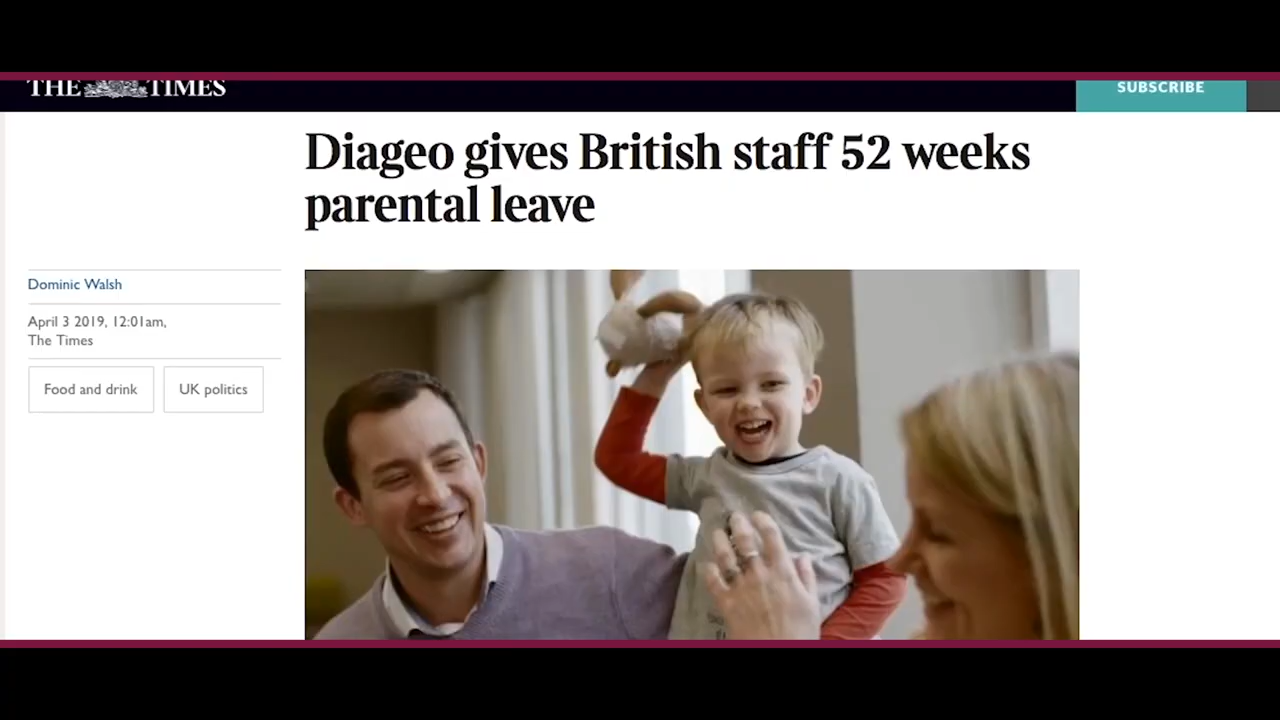 THE TIMES
SUBSCRIBE
Diageo gives British staff 52 weeks
parental leave
Dominic Walsh
April 3 2019, 12:01am,
The Times
Food and drink
UK politics